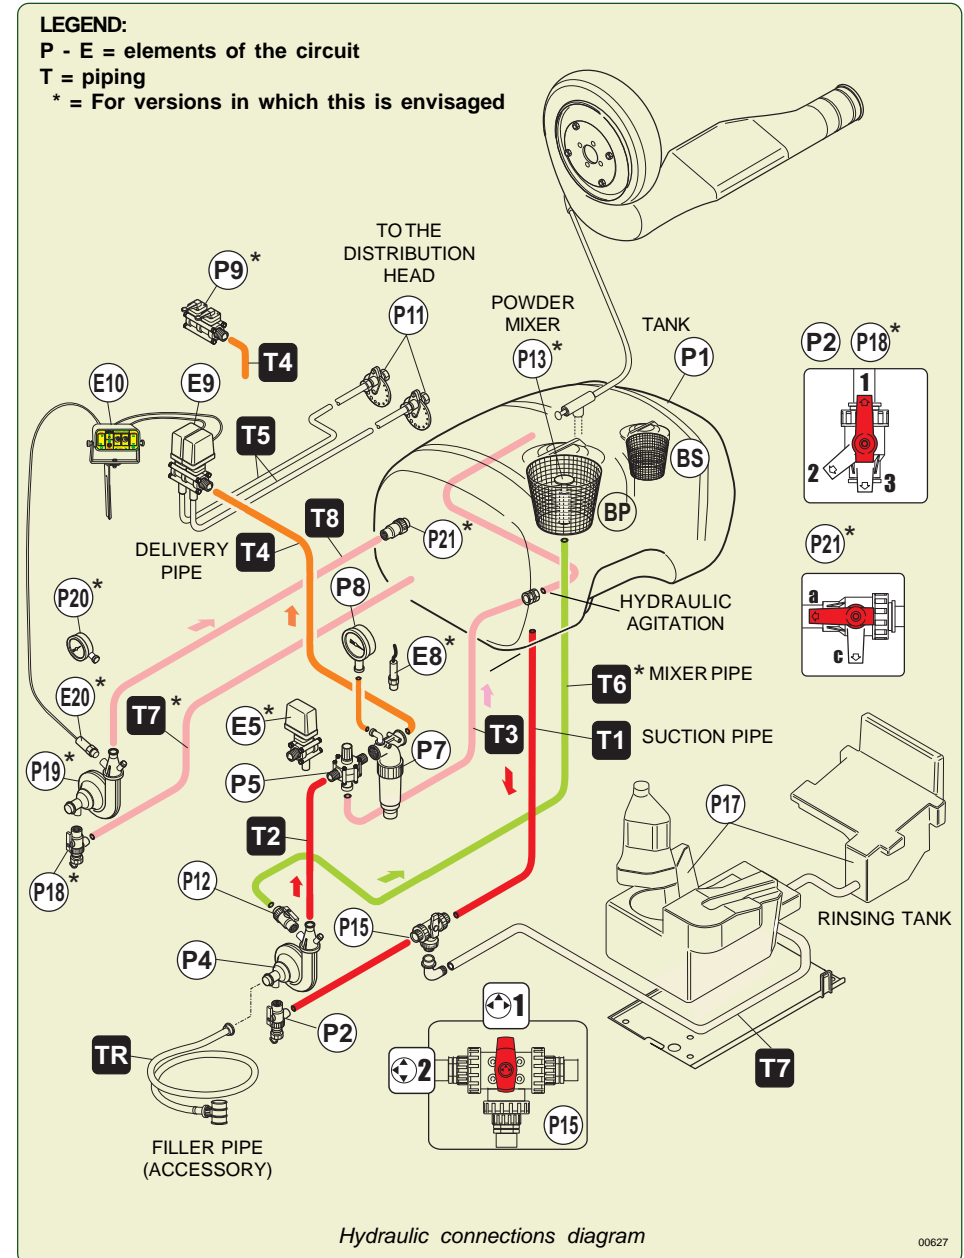 LEGEND:
P - E = elements of the circuit
T = piping
* = For versions in which this is envisaged
TO THE
DISTRIBUTION
HEAD
P9*
P11
POWDER
MIXER
P13*
TANK
P1
P2 P18*
1
2
3
T4
E10
E9
T5
BS
BP
T8
P21*
DELIVERY
PIPE
T4
P21*
a
c
P20*
P8
HYDRAULIC
AGITATION
E8*
E20*
T7*
E5*
T6 * MIXER PIPE
T3
T1 SUCTION PIPE
P7
P19*
P5
P17
T2
P18*
P12
P15
RINSING TANK
P4
P2
1
TR
2
T7
P15
FILLER PIPE
(ACCESSORY)
Hydraulic connections diagram
00627